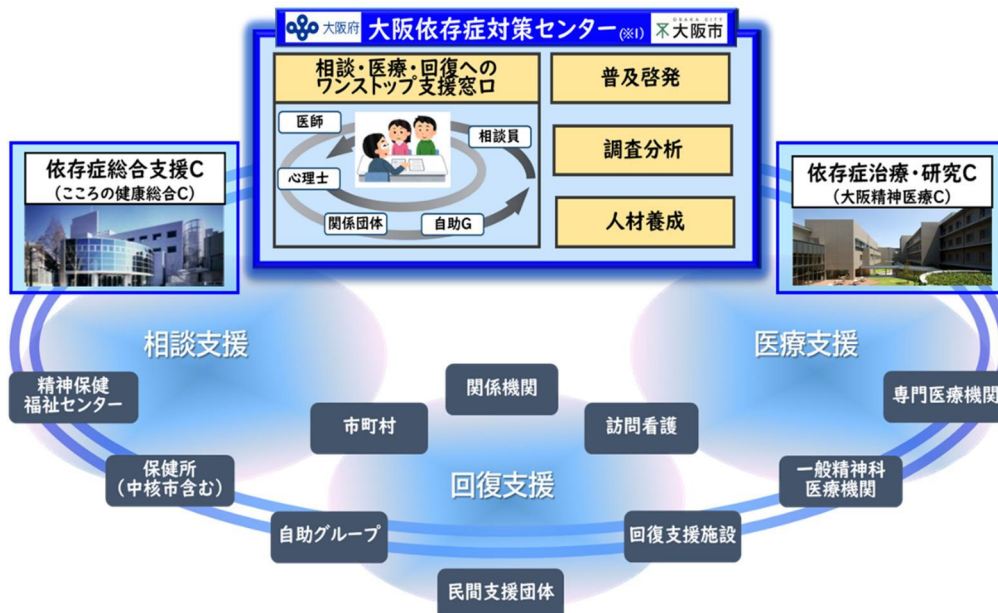 大阪府
大阪依存症対策センター(※1)
OSAKA CITY
大阪市
相談・医療・回復への
ワンストップ支援窓口
医師
相談員
心理士
関係団体
自助G
普及啓発
調査分析
人材養成
依存症総合支援C
(こころの健康総合C)
依存症治療・研究C
(大阪精神医療C)
相談支援
医療支援
関係機関
精神保健
福祉センター
市町村
訪問看護
専門医療機関
保健所
(中核市含む)
回復支援
一般精神科
医療機関
自助グループ
回復支援施設
民間支援団体